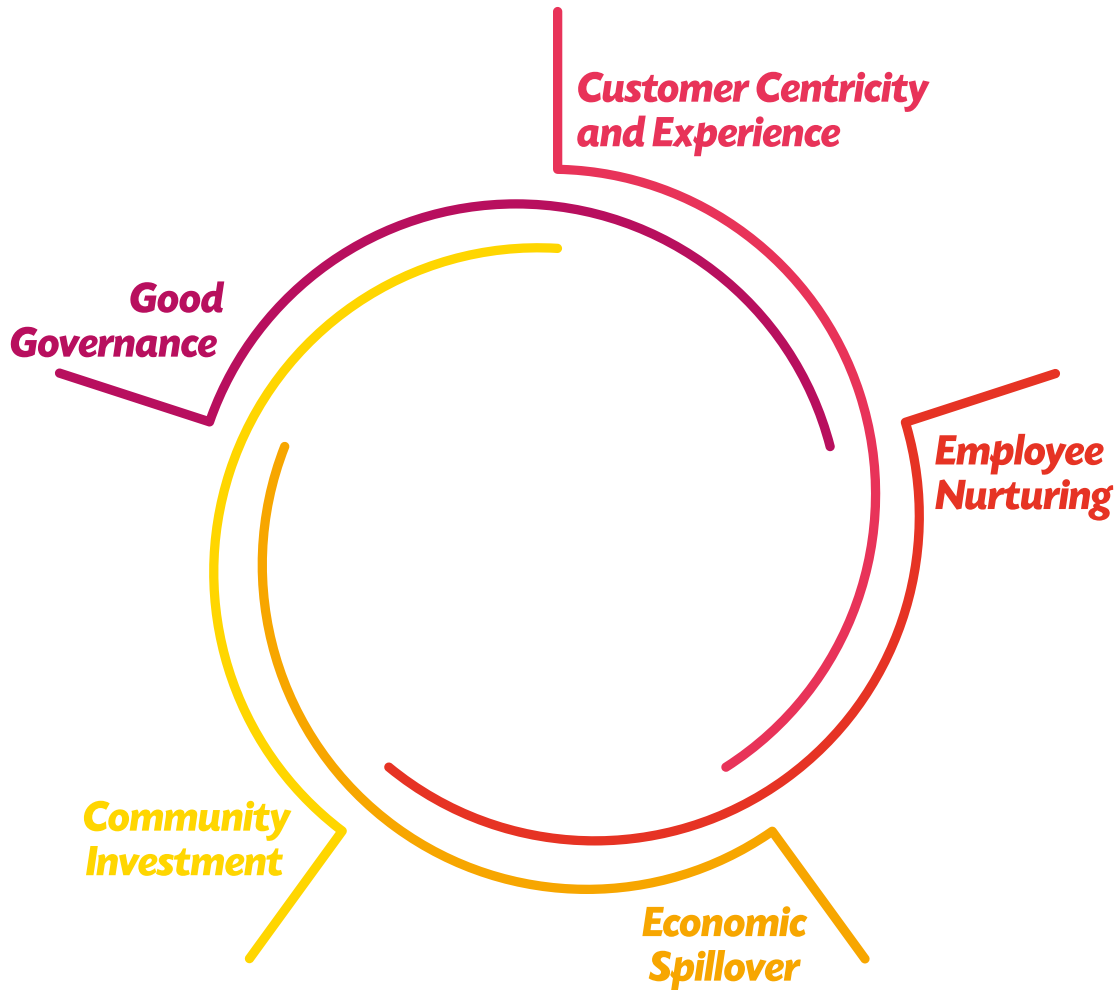 Customer Centricity
and Experience
Good
Governance
Employee
Nurturing
Community
Investment
Economic
Spillover